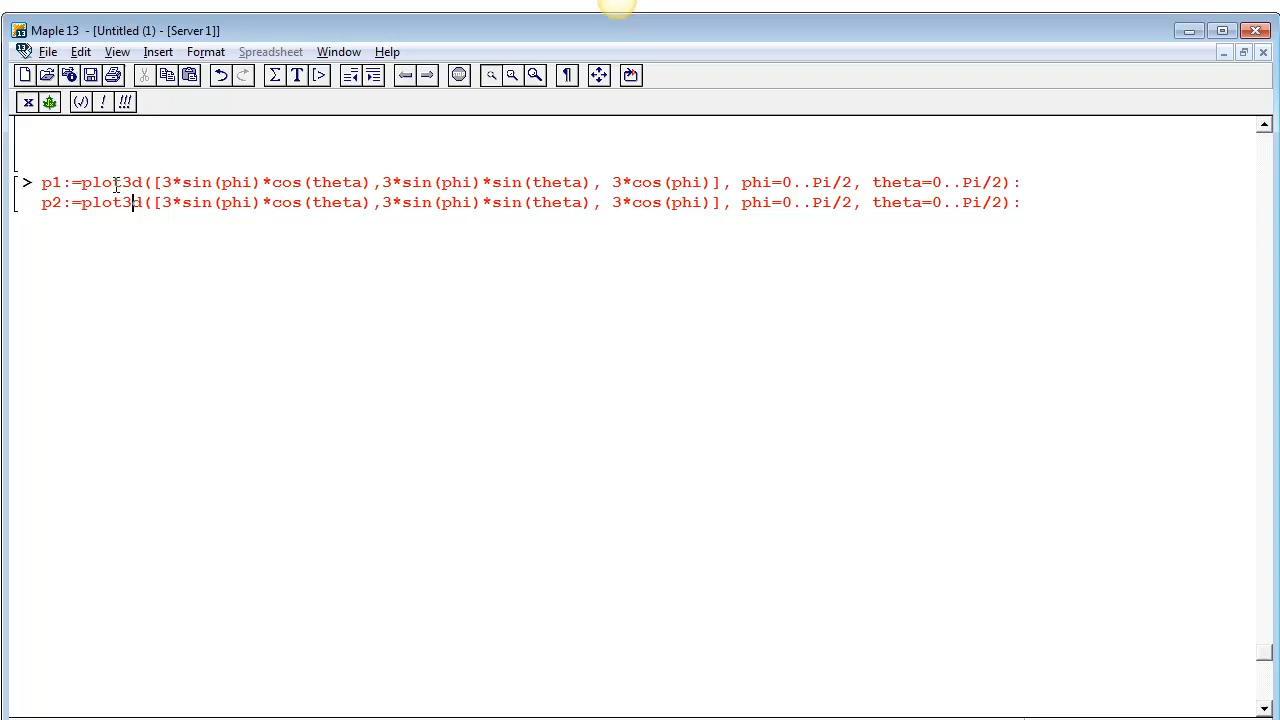 Maple 13 - [Untitled (1) - [Server 1]]
File Edit View Insert Format Spreadsheet Window Help
> p1:=plot3d([3*sin(phi)*cos(theta),3*sin(phi)*sin(theta), 3*cos(phi)], phi=0..Pi/2, theta=0..Pi/2):
p2:=plot3d([3*sin(phi)*cos(theta),3*sin(phi)*sin(theta), 3*cos(phi)], phi=0..Pi/2, theta=0..Pi/2):